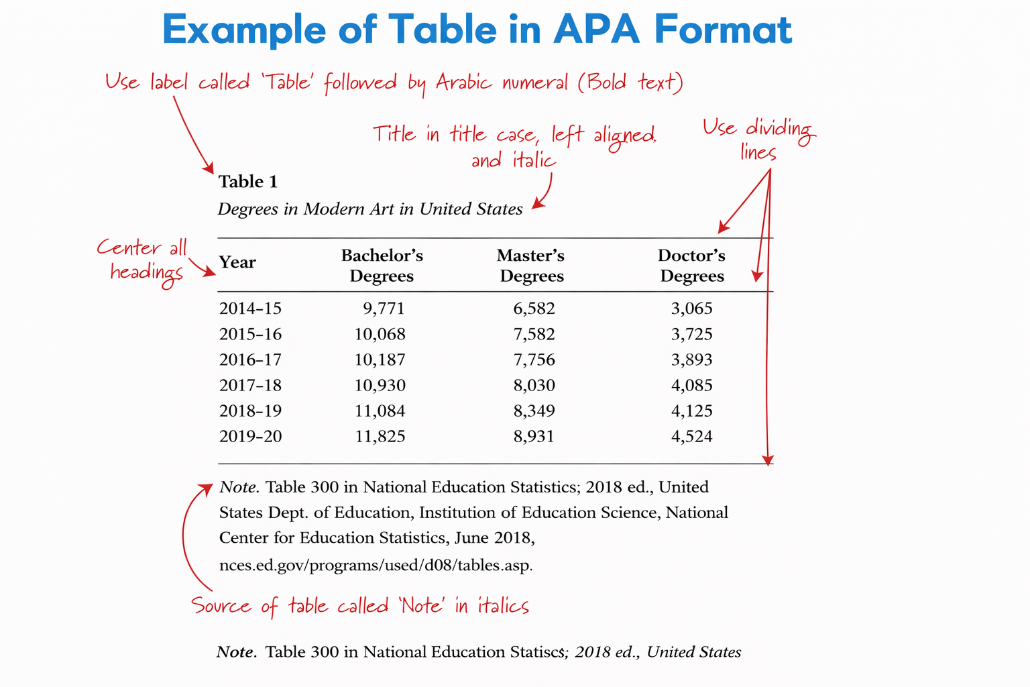 Example of Table in APA Format
Use label called ‘Table’ followed by Arabic numeral (Bold text)
Title in title case, left aligned,
and italic
Use dividing
lines
Table 1
Degrees in Modern Art in United States
Center all
headings
Year Bachelor’s Degrees Master’s Degrees Doctor’s Degrees
2014–15 9,771 6,582 3,065
2015–16 10,068 7,582 3,725
2016–17 10,187 7,756 3,893
2017–18 10,930 8,030 4,085
2018–19 11,084 8,349 4,125
2019–20 11,825 8,931 4,524
Note. Table 300 in National Education Statistics; 2018 ed., United
States Dept. of Education, Institution of Education Science, National
Center for Education Statistics, June 2018,
nces.ed.gov/programs/used/d08/tables.asp.
Source of table called ‘Note’ in italics
Note. Table 300 in National Education Statiscs; 2018 ed., United States